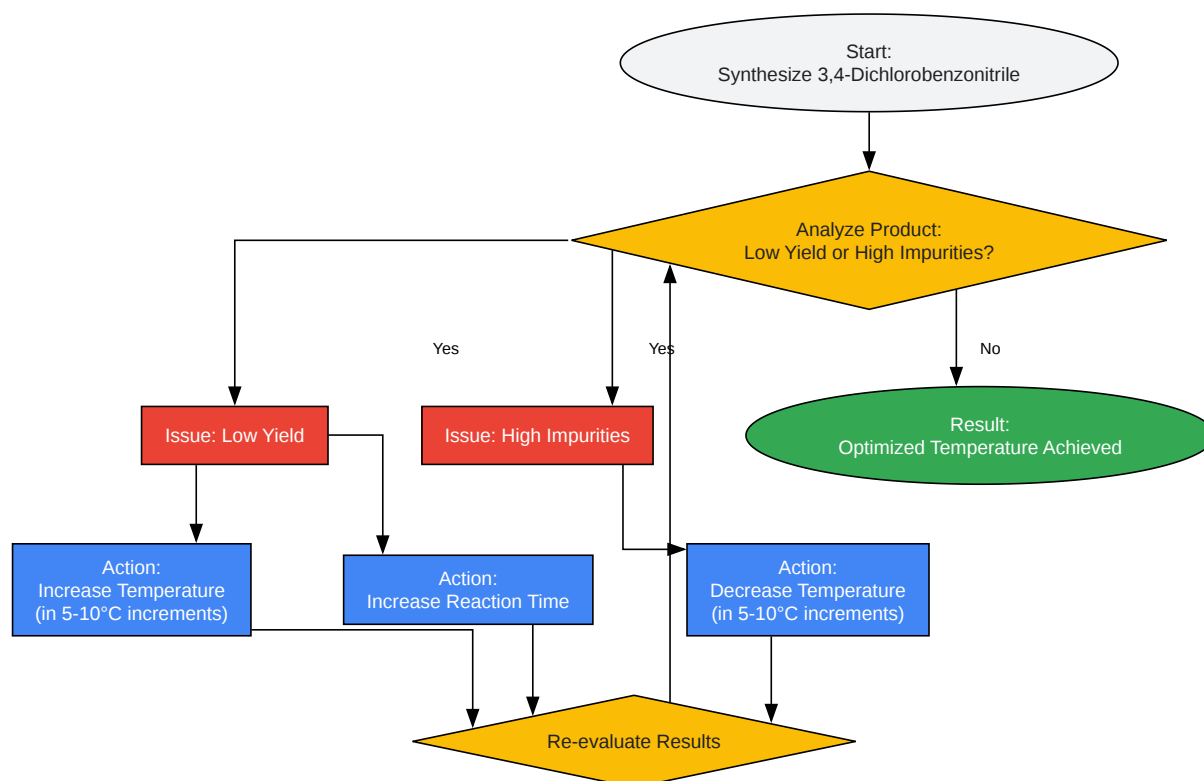 Start:
Synthesize 3,4-Dichlorobenzonitrile
Analyze Product:
Low Yield or High Impurities?
Yes
Yes
No
Issue: Low Yield
Issue: High Impurities
Result:
Optimized Temperature Achieved
Action:
Increase Temperature
(in 5-10°C increments)
Action:
Increase Reaction Time
Action:
Decrease Temperature
(in 5-10°C increments)
Re-evaluate Results